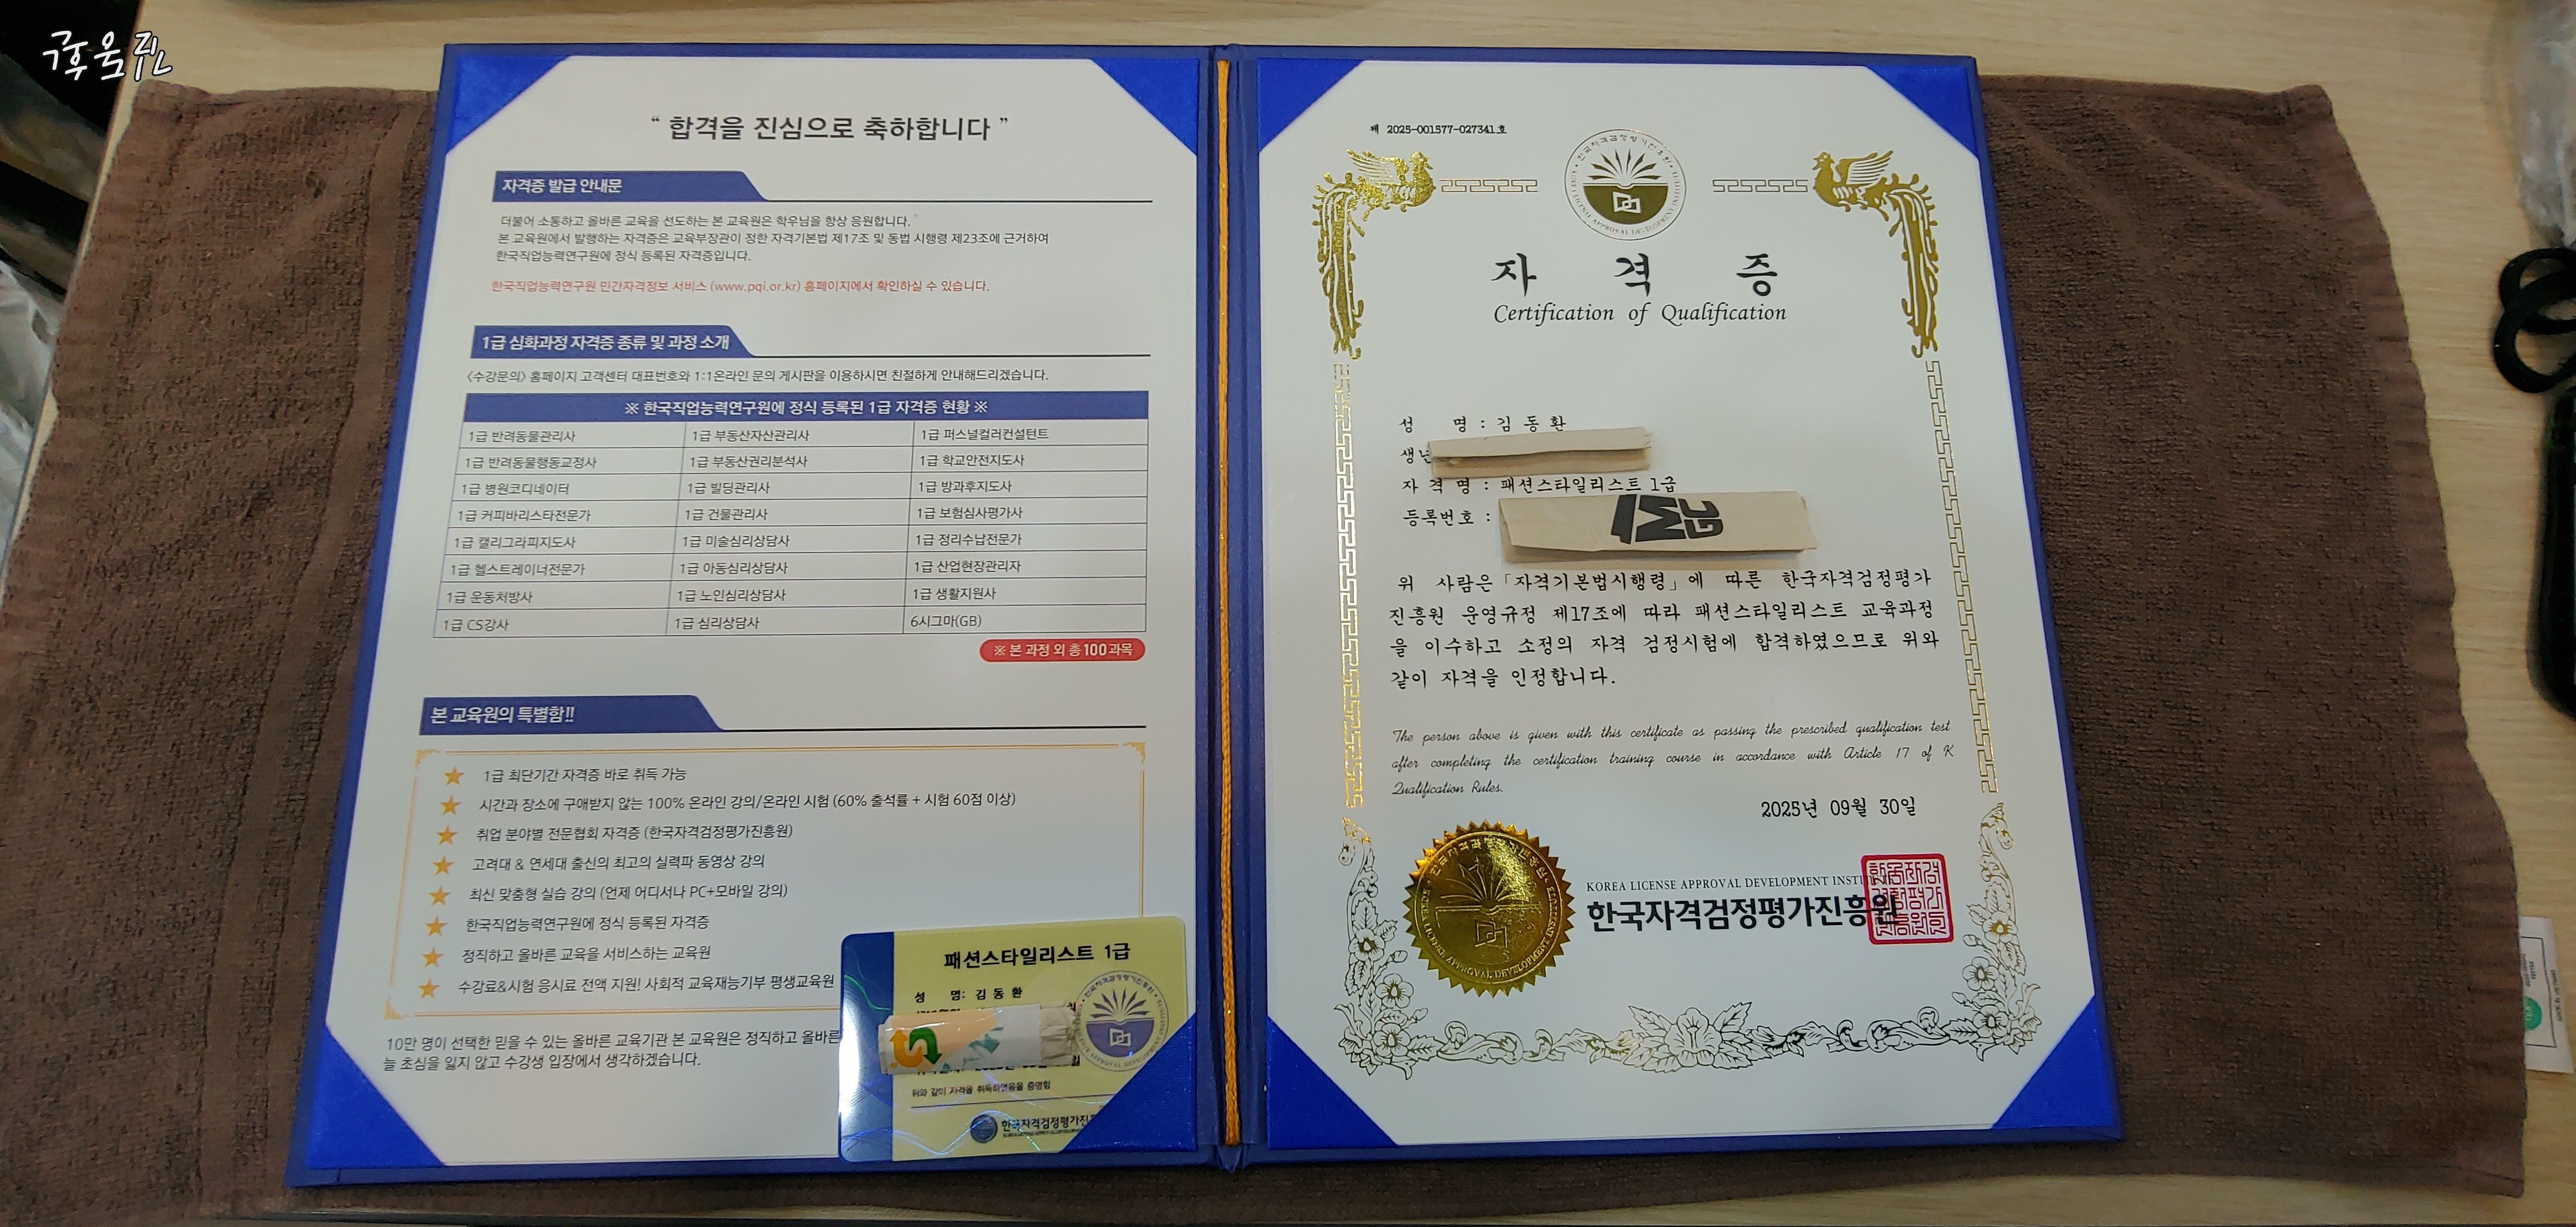 “ 합격을 진심으로 축하합니다 ”
자격증 발급 안내문
더불어 소통하고 올바른 교육을 선도하는 본 교육원은 학우님을 항상 응원합니다.
본 교육원에서 발행하는 자격증은 교육부장관이 정한 자격기본법 제17조 및 동법 시행령 제23조에 근거하여
한국직업능력연구원에 정식 등록된 자격증입니다.
한국직업능력연구원 민간자격정보 서비스 (www.pqi.or.kr) 홈페이지에서 확인하실 수 있습니다.
1급 심화과정 자격증 종류 및 과정 소개
<수강문의> 홈페이지 고객센터 대표번호와 1:1온라인 문의 게시판을 이용하시면 친절하게 안내해드리겠습니다.
※ 한국직업능력연구원에 정식 등록된 1급 자격증 현황 ※
1급 반려동물관리사 1급 부동산자산관리사 1급 퍼스널컬러컨설턴트
1급 반려동물행동교정사 1급 부동산권리분석사 1급 학교안전지도사
1급 병원코디네이터 1급 빌딩관리사 1급 방과후지도사
1급 커피바리스타전문가 1급 건물관리사 1급 보험심사평가사
1급 캘리그라피지도사 1급 미술심리상담사 1급 정리수납전문가
1급 헬스트레이너전문가 1급 아동심리상담사 1급 산업현장관리자
1급 운동처방사 1급 노인심리상담사 1급 생활지원사
1급 CS강사 1급 심리상담사 6시그마(GB)
※ 본 과정 외 총 100과목
본 교육원의 특별함!!
1급 최단기간 자격증 바로 취득 가능
시간과 장소에 구애받지 않는 100% 온라인 강의/온라인 시험 (60% 출석률 + 시험 60점 이상)
취업 분야별 전문협회 자격증 (한국자격검정평가진흥원)
고려대 & 연세대 출신의 최고의 실력파 동영상 강의
최신 맞춤형 실습 강의 (언제 어디서나 PC+모바일 강의)
한국직업능력연구원에 정식 등록된 자격증
정직하고 올바른 교육을 서비스하는 교육원
수강료&시험 응시료 전액 지원! 사회적 교육재능기부 평생교육원
10만 명이 선택한 믿을 수 있는 올바른 교육기관 본 교육원은 정직하고 올바른
늘 초심을 잃지 않고 수강생 입장에서 생각하겠습니다.
패션스타일리스트 1급
성 명: 김 동 환
위와 같이 자격을 취득하였음을 증명함
한국자격검정평가진
제 2025-001577-027341호
자 격 증
Certification of Qualification
성 명 : 김 동 환
생년
자 격 명 : 패션스타일리스트 1급
등록번호 :
위 사람은「자격기본법시행령」에 따른 한국자격검정평가
진흥원 운영규정 제17조에 따라 패션스타일리스트 교육과정
을 이수하고 소정의 자격 검정시험에 합격하였으므로 위와
같이 자격을 인정합니다.
The person above is given with this certificate as passing the prescribed qualification test
after completing the certification training course in accordance with Article 17 of K
Qualification Rules.
2025년 09월 30일
KOREA LICENSE APPROVAL DEVELOPMENT INSTI
한국자격검정평가진흥원